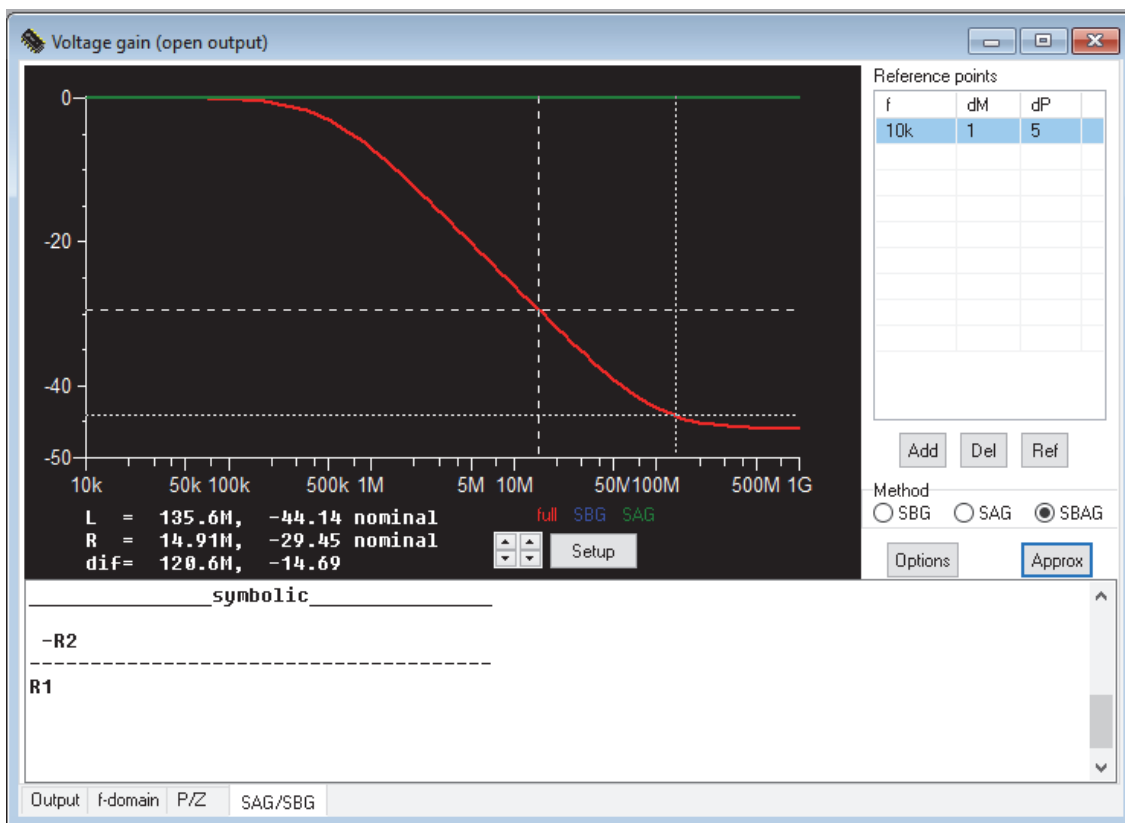 Voltage gain (open output)
0
-20
-40
-50
10k 50k 100k 500k 1M 5M 10M 50M 100M 500M 1G
L = 135.6M, -44.14 nominal
R = 14.91M, -29.45 nominal
dif= 120.6M, -14.69
full SBG SAG
Setup
Reference points
f dM dP
10k 1 5
Add Del Ref
Method
SBG SAG SBAG
Options Approx
_______________symbolic_______________
-R2
--------------------------------------
R1
Output f-domain P/Z SAG/SBG